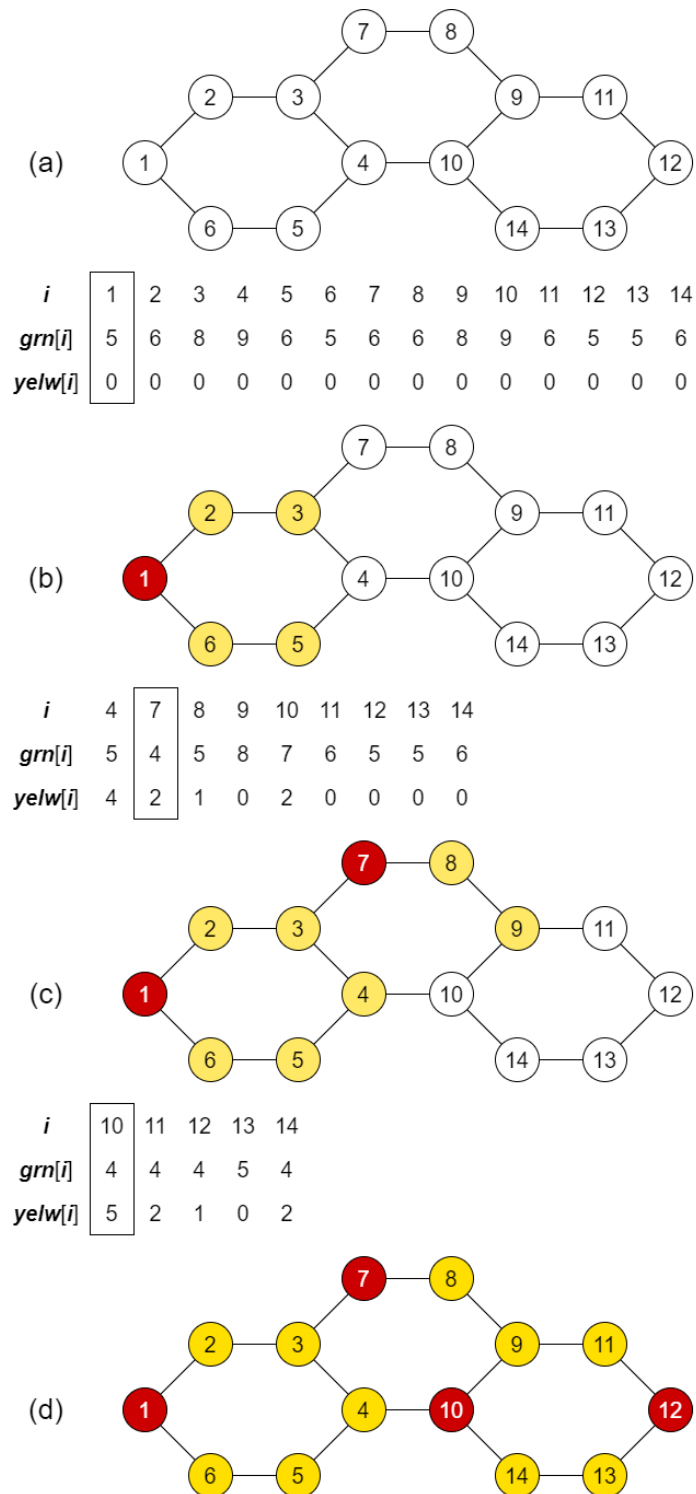 7 8
2 3 9 11
(a) 1 4 10 12
6 5 14 13
i 1 2 3 4 5 6 7 8 9 10 11 12 13 14
grn[i] 5 6 8 9 6 5 6 6 8 9 6 5 5 6
yelw[i] 0 0 0 0 0 0 0 0 0 0 0 0 0 0
7 8
2 3 9 11
(b) 1 4 10 12
6 5 14 13
i 4 7 8 9 10 11 12 13 14
grn[i] 5 4 5 8 7 6 5 5 6
yelw[i] 4 2 1 0 2 0 0 0 0
7 8
2 3 9 11
(c) 1 4 10 12
6 5 14 13
i 10 11 12 13 14
grn[i] 4 4 4 5 4
yelw[i] 5 2 1 0 2
7 8
2 3 9 11
(d) 1 4 10 12
6 5 14 13